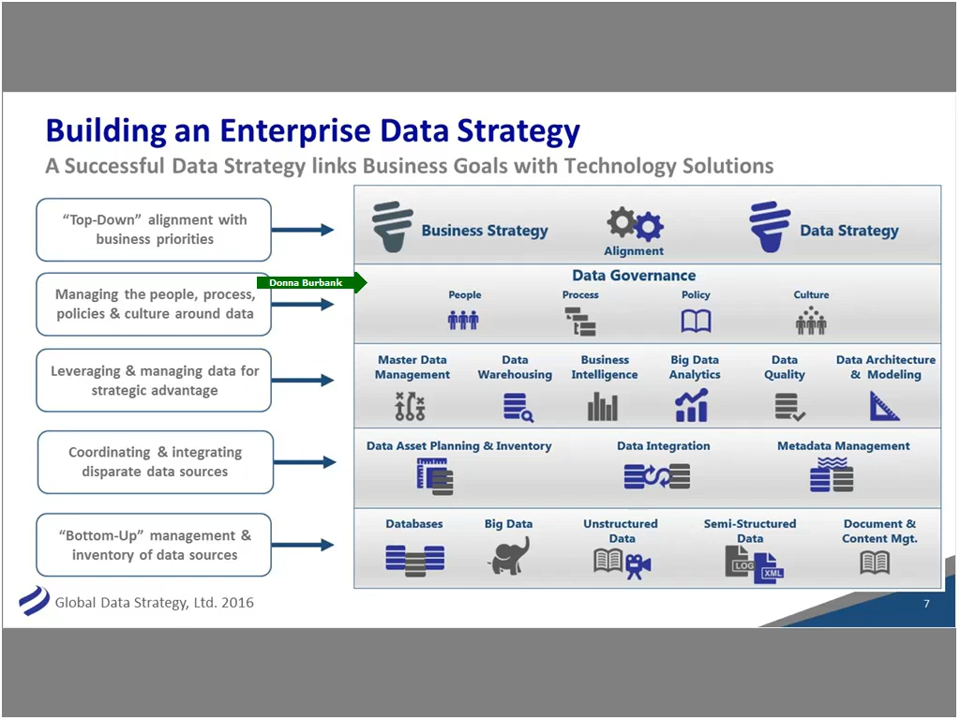 Building an Enterprise Data Strategy
A Successful Data Strategy links Business Goals with Technology Solutions
“Top-Down” alignment with
business priorities
Business Strategy
Alignment
Data Strategy
Donna Burbank
Managing the people, process,
policies & culture around data
Data Governance
People
Process
Policy
Culture
Leveraging & managing data for
strategic advantage
Master Data
Management
Data
Warehousing
Business
Intelligence
Big Data
Analytics
Data
Quality
Data Architecture
& Modeling
Coordinating & integrating
disparate data sources
Data Asset Planning & Inventory
Data Integration
Metadata Management
“Bottom-Up” management &
inventory of data sources
Databases
Big Data
Unstructured
Data
Semi-Structured
Data
LOG
XML
Document &
Content Mgt.
Global Data Strategy, Ltd. 2016
7